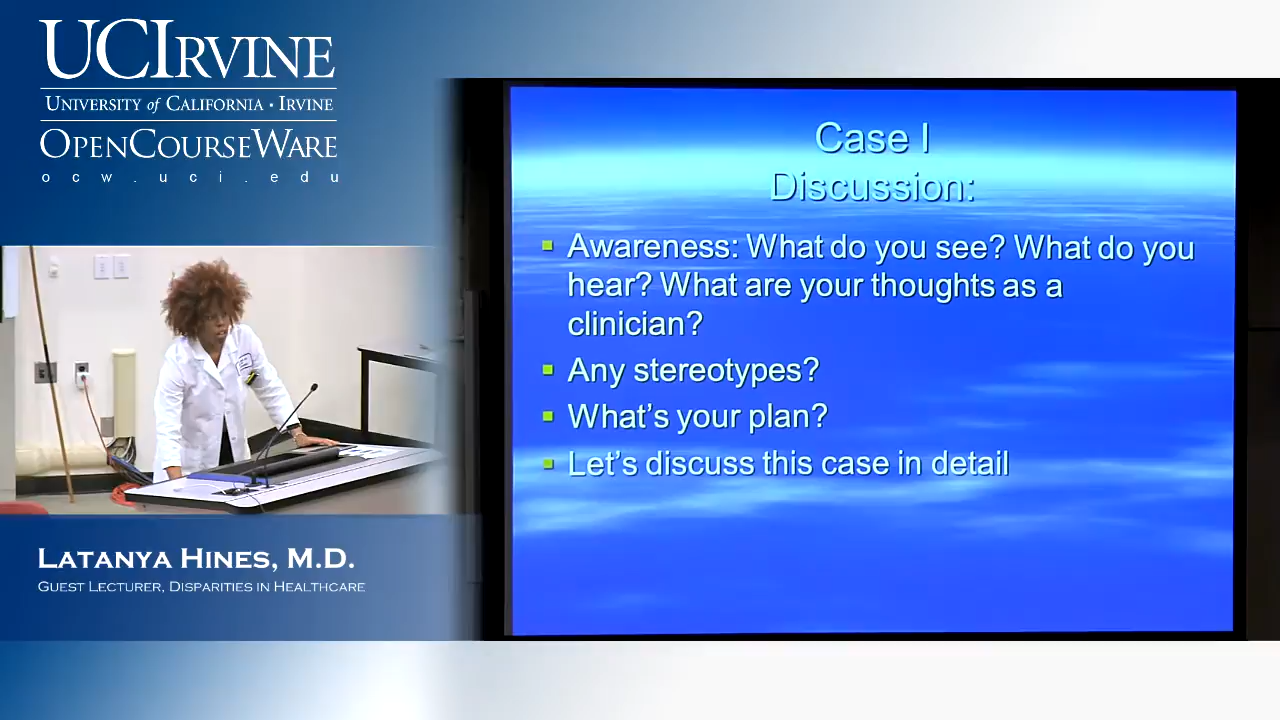 UCIRVINE
UNIVERSITY of CALIFORNIA · IRVINE
OPENCOURSEWARE
ocw.uci.edu
Case I
Discussion:
Awareness: What do you see? What do you
hear? What are your thoughts as a
clinician?
Any stereotypes?
What's your plan?
Let's discuss this case in detail
LATANYA HINES, M.D.
GUEST LECTURER, DISPARITIES IN HEALTHCARE